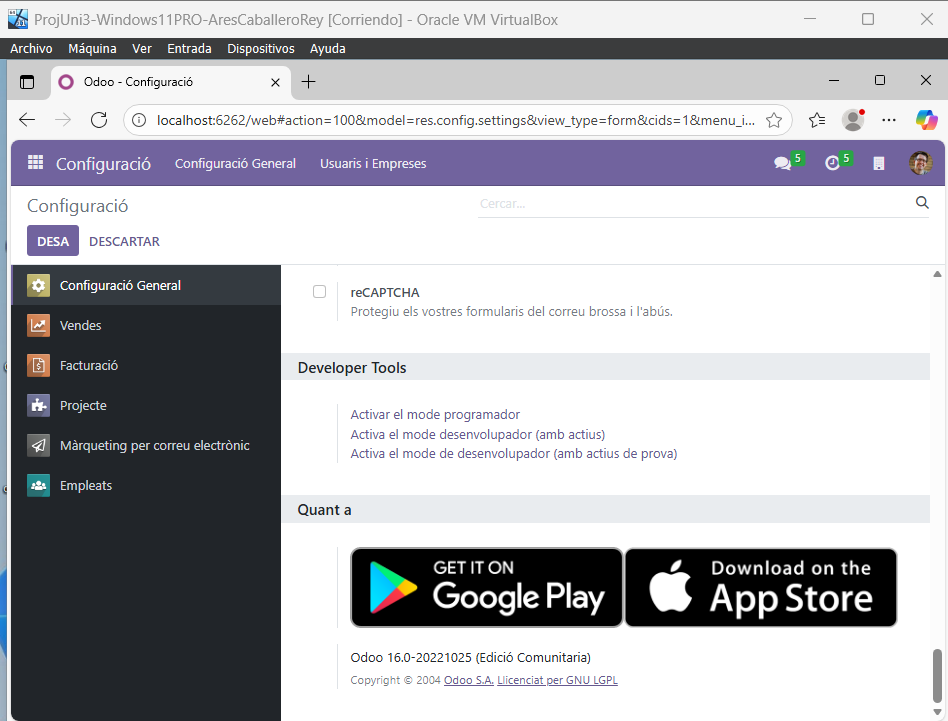 ProjUni3-Windows11PRO-AresCaballeroRey [Corriendo] - Oracle VM VirtualBox
Archivo Máquina Ver Entrada Dispositivos Ayuda
Odoo - Configuració
localhost:6262/web#action=100&model=res.config.settings&view_type=form&cids=1&menu_i...
Configuració Configuració General Usuaris i Empreses 5 5
Configuració
Cercar...
DESA DESCARTAR
Configuració General
Vendes
Facturació
Projecte
Màrqueting per correu electrònic
Empleats
reCAPTCHA
Protegiu els vostres formularis del correu brossa i l'abús.
Developer Tools
Activar el mode programador
Activa el mode desenvolupador (amb actius)
Activa el mode de desenvolupador (amb actius de prova)
Quant a
GET IT ON
Google Play
Download on the
App Store
Odoo 16.0-20221025 (Edició Comunitaria)
Copyright © 2004 Odoo S.A. Llicenciat per GNU LGPL